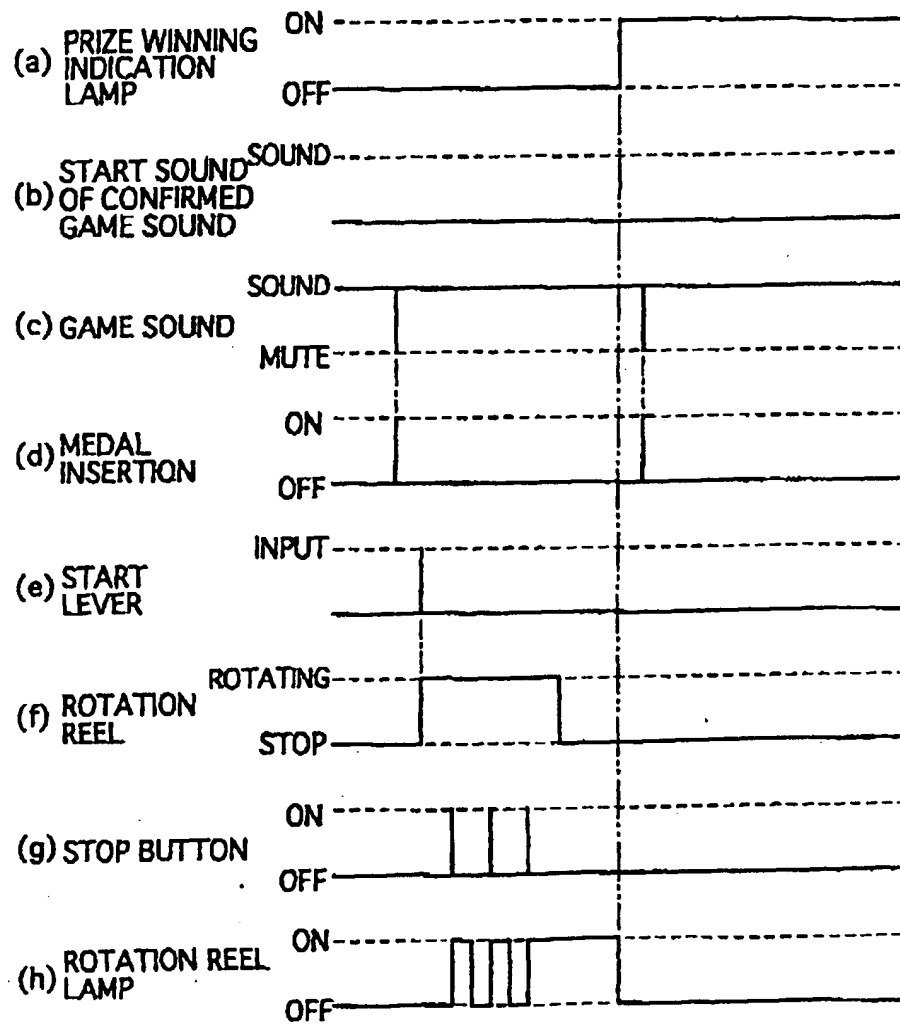 ON
(a) PRIZE WINNING
INDICATION
LAMP
OFF
SOUND
(b) START SOUND
OF CONFIRMED
GAME SOUND
SOUND
(c) GAME SOUND
MUTE
ON
(d) MEDAL
INSERTION
OFF
INPUT
(e) START
LEVER
ROTATING
(f) ROTATION
REEL
STOP
ON
(g) STOP BUTTON
OFF
ON
(h) ROTATION REEL
LAMP
OFF